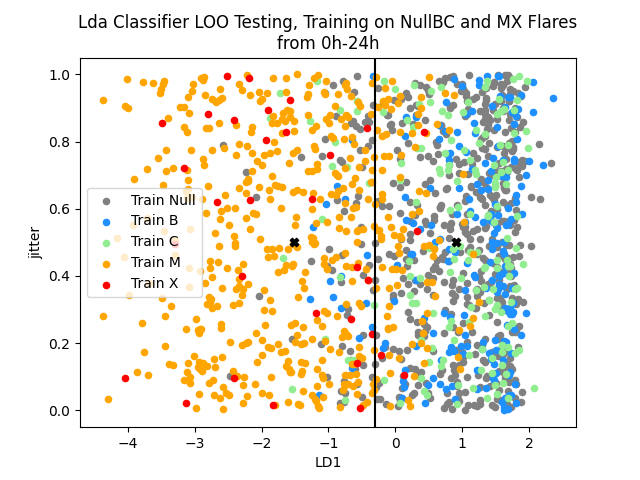 Lda Classifier LOO Testing, Training on NullBC and MX Flares
from 0h-24h
1.0
0.8
0.6
0.4
0.2
0.0
jitter
Train Null
Train B
Train C
Train M
Train X
−4
−3
−2
−1
0
1
2
LD1